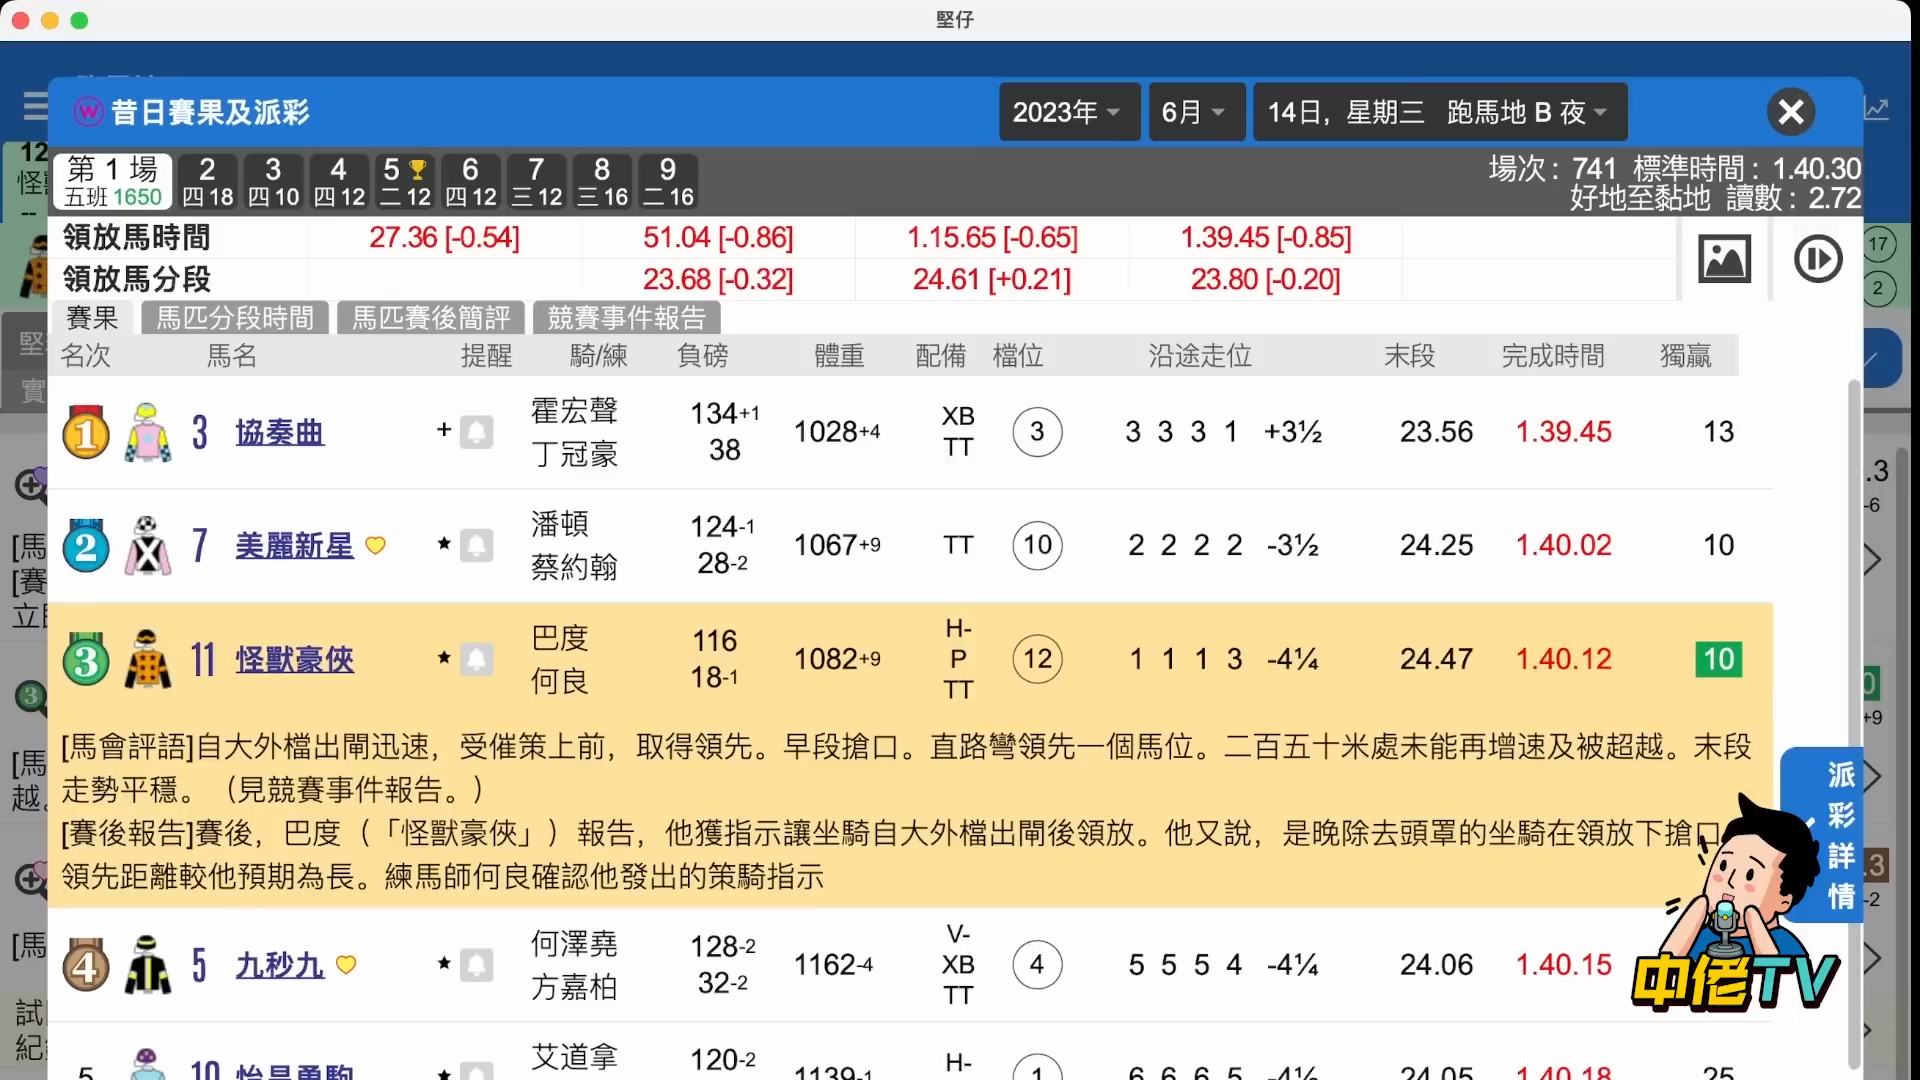 堅仔
昔日賽果及派彩
2023年
6月
14日，星期三 跑馬地 B 夜
第 1 場
五班 1650
2
四 18
3
四 10
4
四 12
5
二 12
6
四 12
7
三 12
8
三 16
9
二 16
場次：741 標準時間：1.40.30
好地至黏地 讀數：2.72
領放馬時間 27.36 [-0.54] 51.04 [-0.86] 1.15.65 [-0.65] 1.39.45 [-0.85]
領放馬分段 23.68 [-0.32] 24.61 [+0.21] 23.80 [-0.20]
賽果 馬匹分段時間 馬匹賽後簡評 競賽事件報告
名次 馬名 提醒 騎/練 負磅 體重 配備 檔位 沿途走位 末段 完成時間 獨贏
1 3 協奏曲 + 霍宏聲 丁冠豪 134+1 38 1028+4 XB TT 3 3 3 3 1 +3½ 23.56 1.39.45 13
2 7 美麗新星 ★ 潘頓 蔡約翰 124-1 28-2 1067+9 TT 10 2 2 2 2 -3½ 24.25 1.40.02 10
3 11 怪獸豪俠 ★ 巴度 何良 116 18-1 1082+9 H- P TT 12 1 1 1 3 -4¼ 24.47 1.40.12 10
[馬會評語]自大外檔出閘迅速，受催策上前，取得領先。早段搶口。直路彎領先一個馬位。二百五十米處未能再增速及被超越。末段
走勢平穩。（見競賽事件報告。）
[賽後報告]賽後，巴度（「怪獸豪俠」）報告，他獲指示讓坐騎自大外檔出閘後領放。他又說，是晚除去頭罩的坐騎在領放下搶口
領先距離較他預期為長。練馬師何良確認他發出的策騎指示
4 5 九秒九 ★ 何澤堯 方嘉柏 128-2 32-2 1162-4 V- XB TT 4 5 5 5 4 -4¼ 24.06 1.40.15
5 10 ★ 艾道拿 120-2 1139-1 H- 1 6 6 6 5 -4½ 24.05 1.40.18 25
派彩詳情
中佬TV